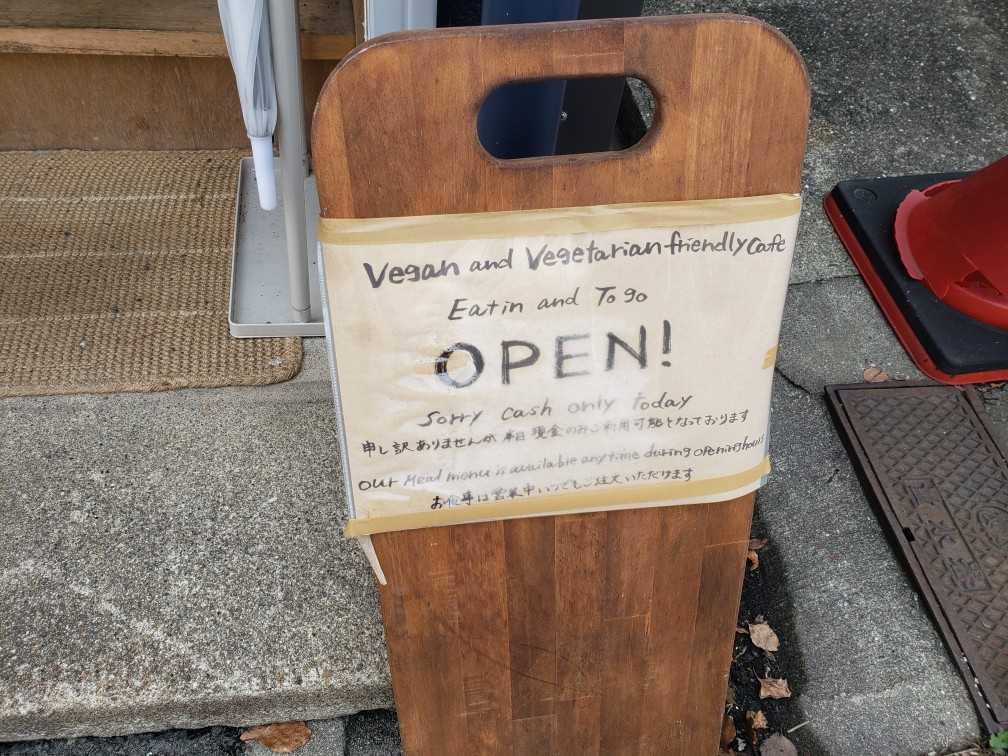 Vegan and Vegetarian friendly Cafe
Eat in and To go
OPEN!
Sorry cash only today
申し訳ありませんが 本日 現金のみご利用可能となっております
Our Meal menu is available anytime during opening hours
お食事は営業中いつでもご注文いただけます